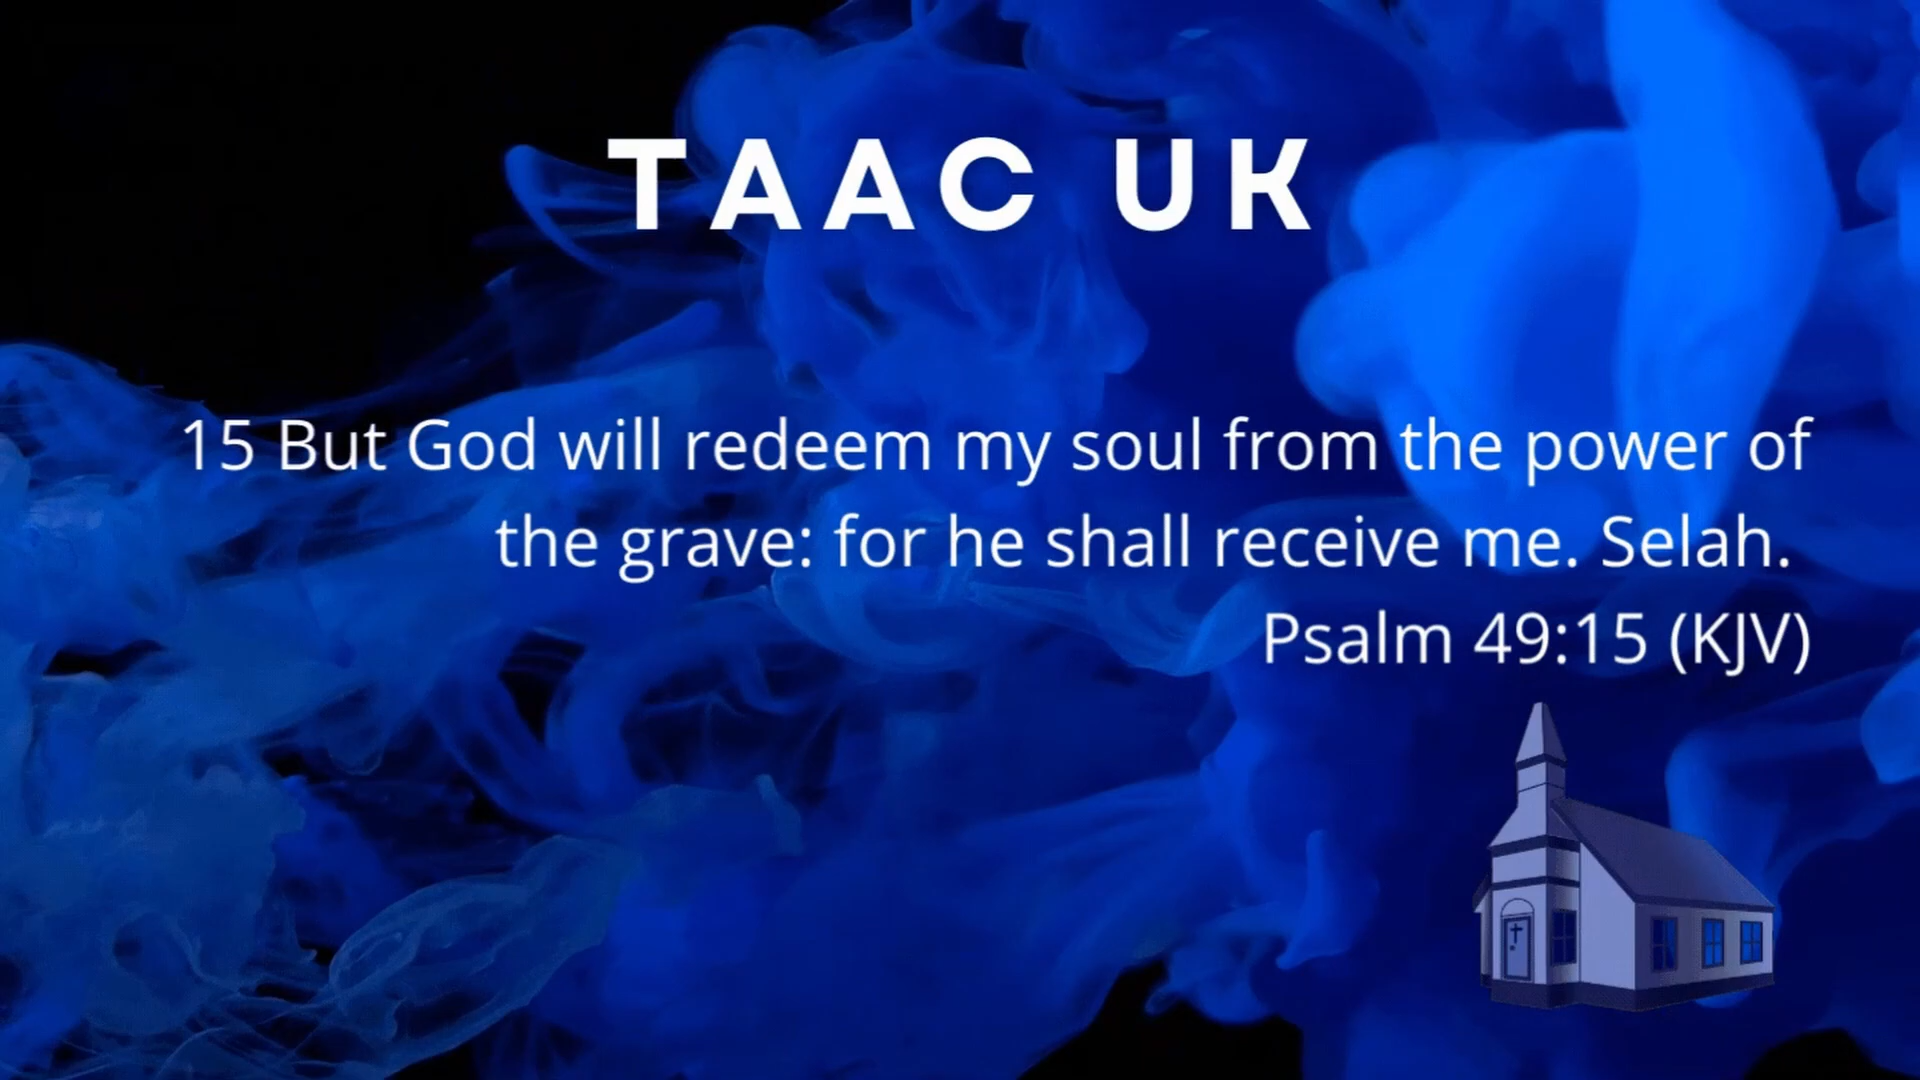 TAAC UK
15 But God will redeem my soul from the power of
the grave: for he shall receive me. Selah.
Psalm 49:15 (KJV)